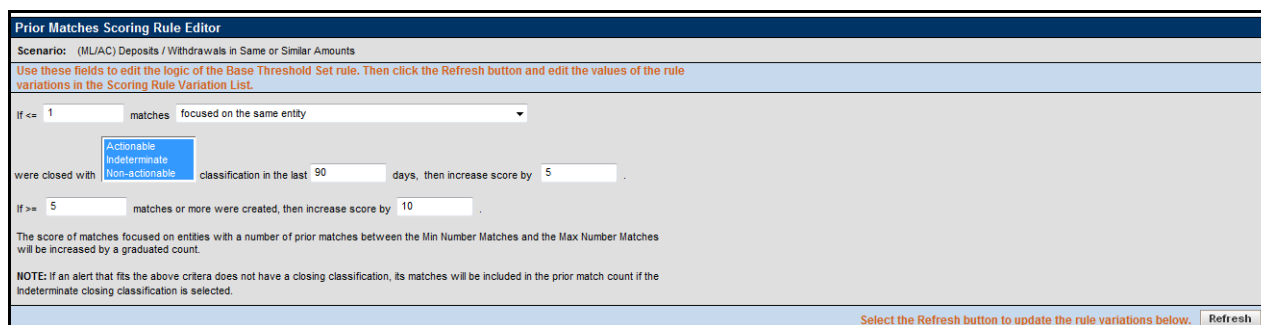 Prior Matches Scoring Rule Editor
Scenario: (ML/AC) Deposits / Withdrawals in Same or Similar Amounts
Use these fields to edit the logic of the Base Threshold Set rule. Then click the Refresh button and edit the values of the rule
variations in the Scoring Rule Variation List.
If <= 1 matches focused on the same entity
Actionable
Indeterminate
were closed with Non-actionable classification in the last 90 days, then increase score by 5 .
If >= 5 matches or more were created, then increase score by 10 .
The score of matches focused on entities with a number of prior matches between the Min Number Matches and the Max Number Matches
will be increased by a graduated count.
NOTE: If an alert that fits the above critera does not have a closing classification, its matches will be included in the prior match count if the
Indeterminate closing classification is selected.
Select the Refresh button to update the rule variations below. Refresh